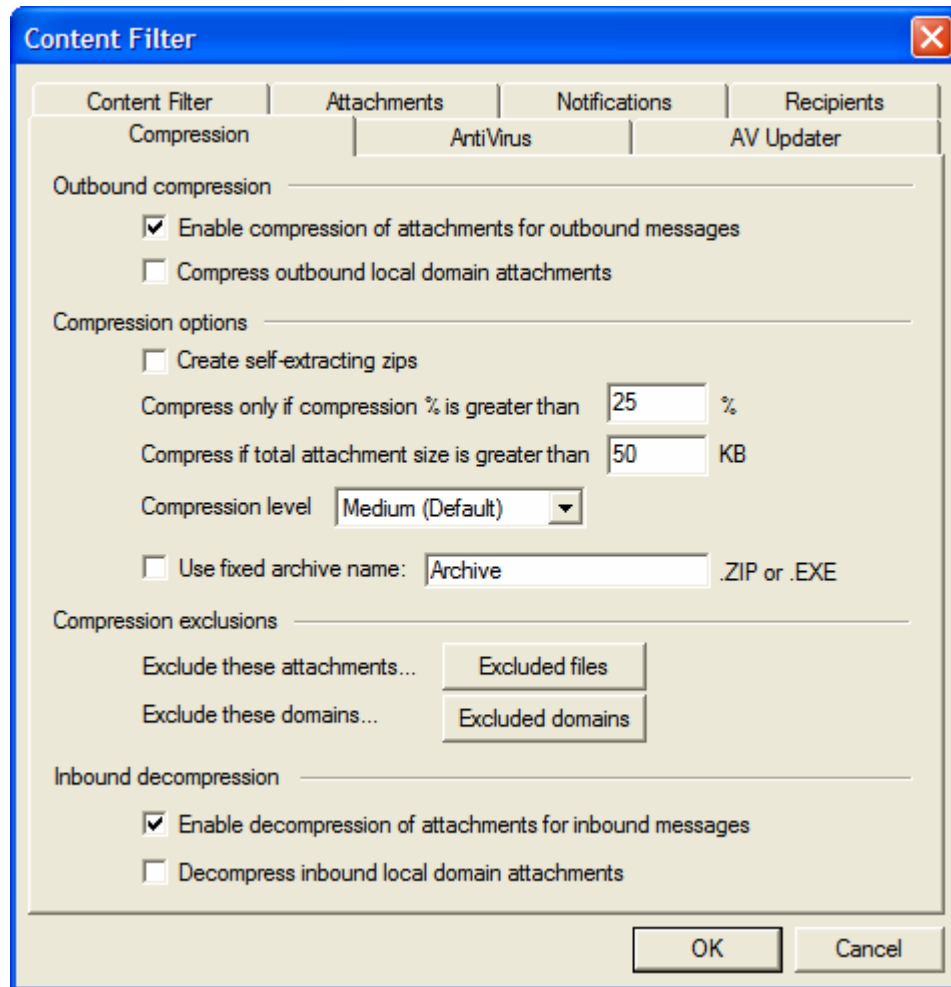 Content Filter
Content Filter Attachments Notifications Recipients
Compression AntiVirus AV Updater
Outbound compression
Enable compression of attachments for outbound messages
Compress outbound local domain attachments
Compression options
Create self-extracting zips
Compress only if compression % is greater than 25 %
Compress if total attachment size is greater than 50 KB
Compression level Medium (Default)
Use fixed archive name: Archive .ZIP or .EXE
Compression exclusions
Exclude these attachments... Excluded files
Exclude these domains... Excluded domains
Inbound decompression
Enable decompression of attachments for inbound messages
Decompress inbound local domain attachments
OK Cancel